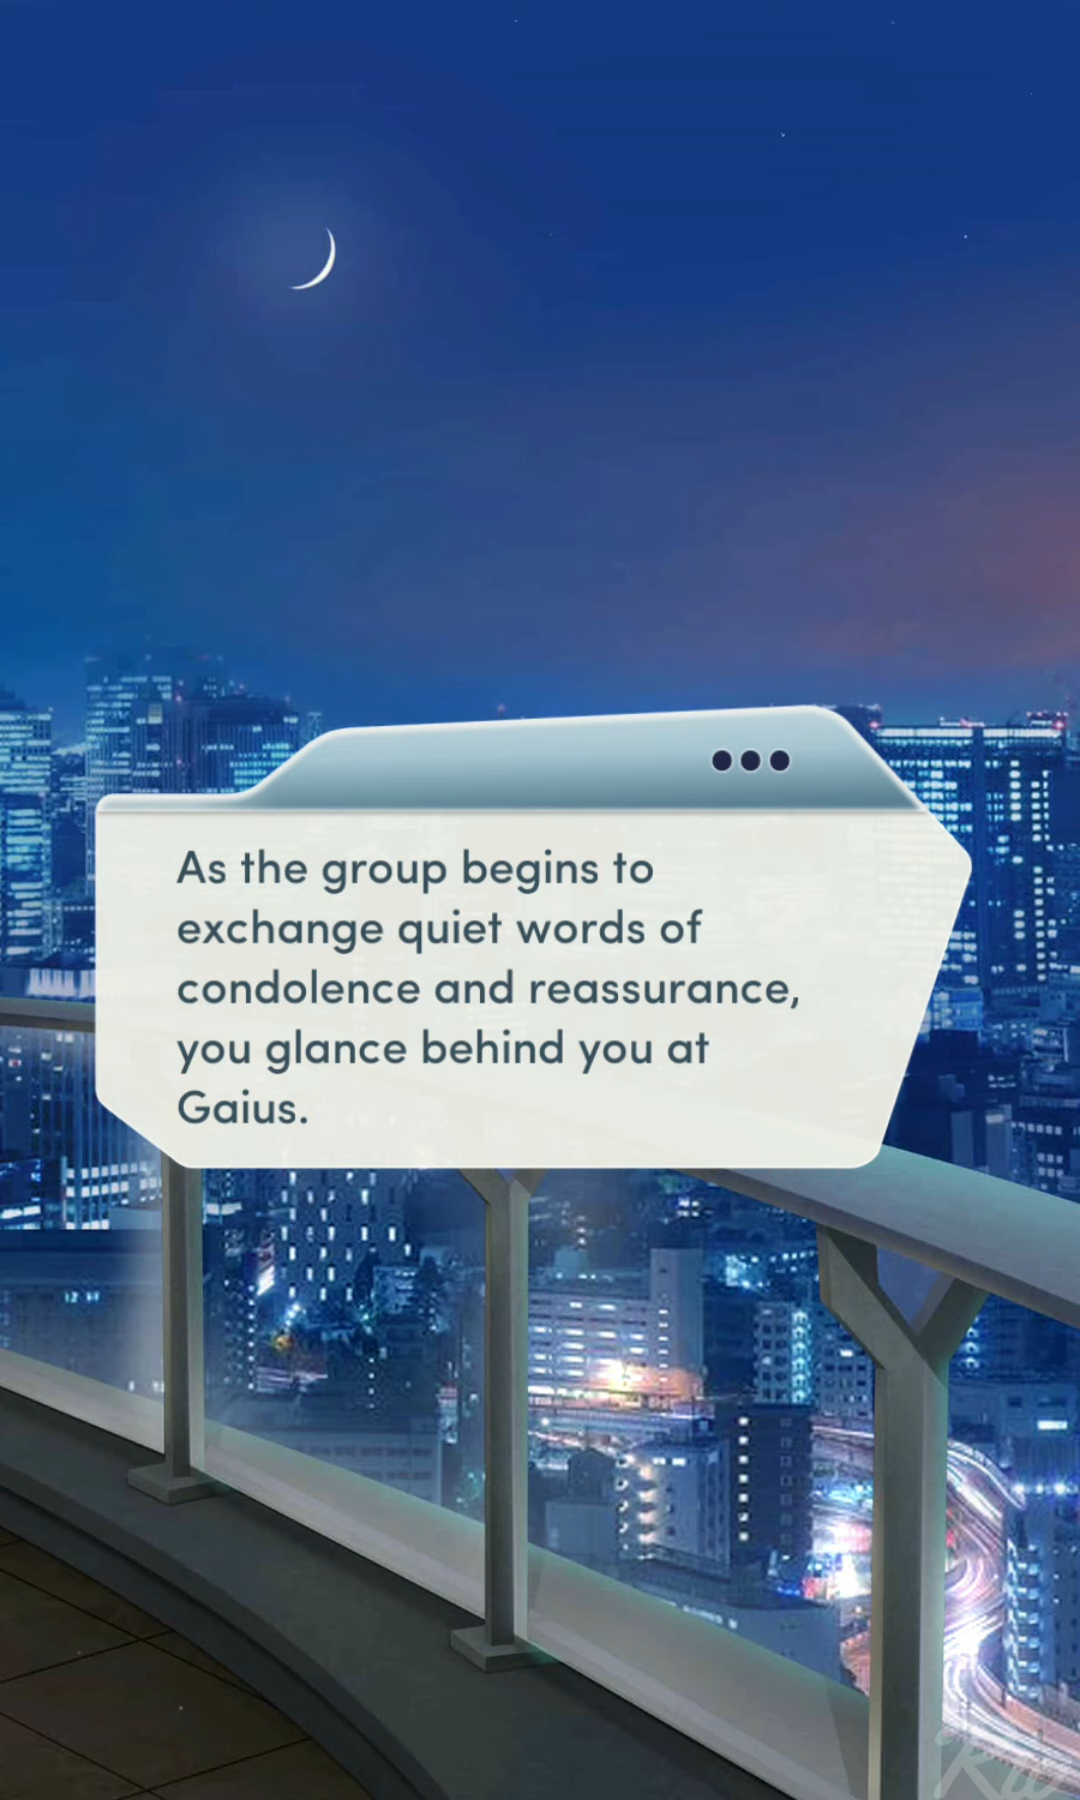 As the group begins to
exchange quiet words of
condolence and reassurance,
you glance behind you at
Gaius.